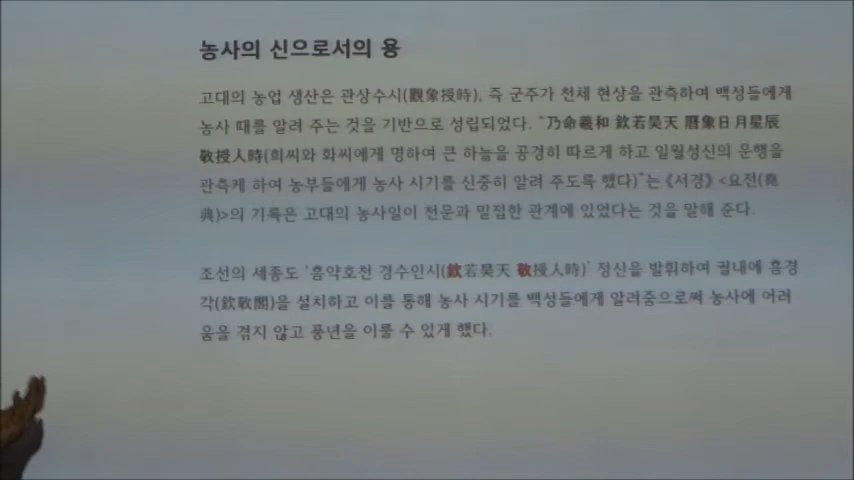 농사의 신으로서의 용
고대의 농업 생산은 관상수시(觀象授時), 즉 군주가 천체 현상을 관측하여 백성들에게
농사 때를 알려 주는 것을 기반으로 성립되었다. "乃命羲和 欽若昊天 曆象日月星辰
敬授人時(희씨와 화씨에게 명하여 큰 하늘을 공경히 따르게 하고 일월성신의 운행을
관측케 하여 농부들에게 농사 시기를 신중히 알려 주도록 했다)"는 《서경》 <요전(堯
典)>의 기록은 고대의 농사일이 천문과 밀접한 관계에 있었다는 것을 말해 준다.
조선의 세종도 '흠약호천 경수인시(欽若昊天 敬授人時)' 정신을 발휘하여 궐내에 흠경
각(欽敬閣)을 설치하고 이를 통해 농사 시기를 백성들에게 알려줌으로써 농사에 어려
움을 겪지 않고 풍년을 이룰 수 있게 했다.